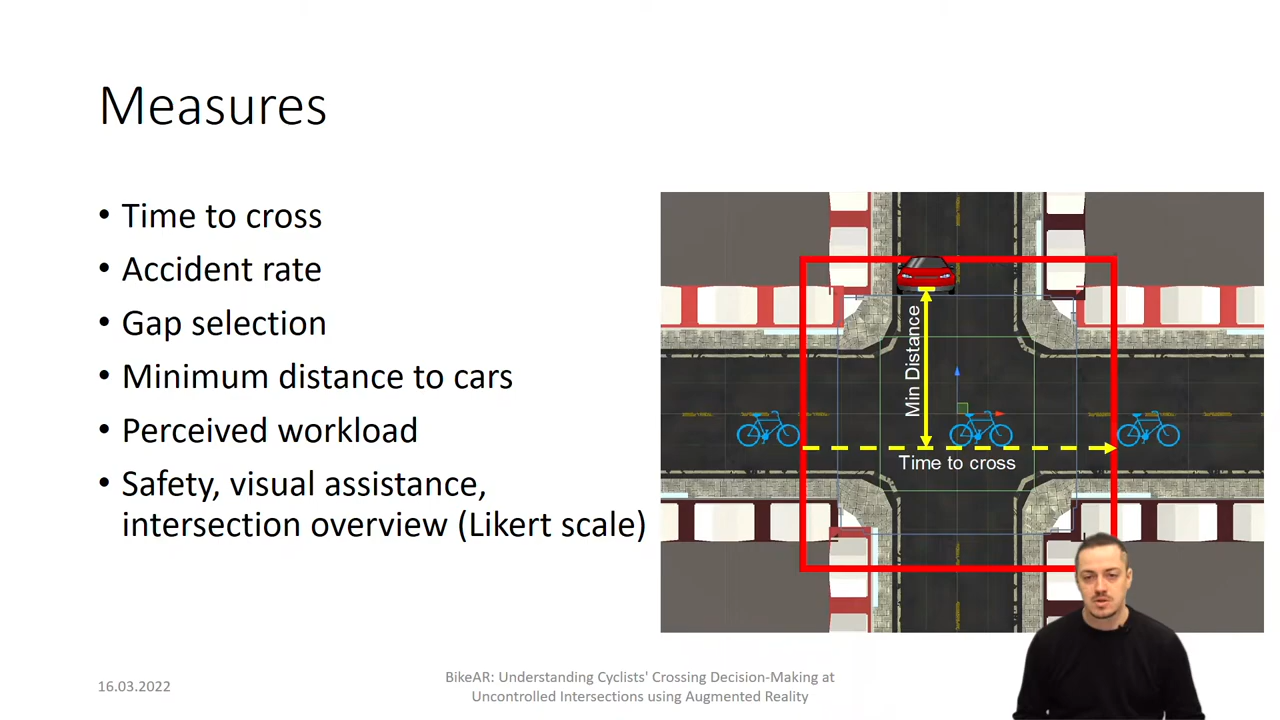 Measures
• Time to cross
• Accident rate
• Gap selection
• Minimum distance to cars
• Perceived workload
• Safety, visual assistance,
intersection overview (Likert scale)
Min Distance
Time to cross
16.03.2022
BikeAR: Understanding Cyclists' Crossing Decision-Making at
Uncontrolled Intersections using Augmented Reality